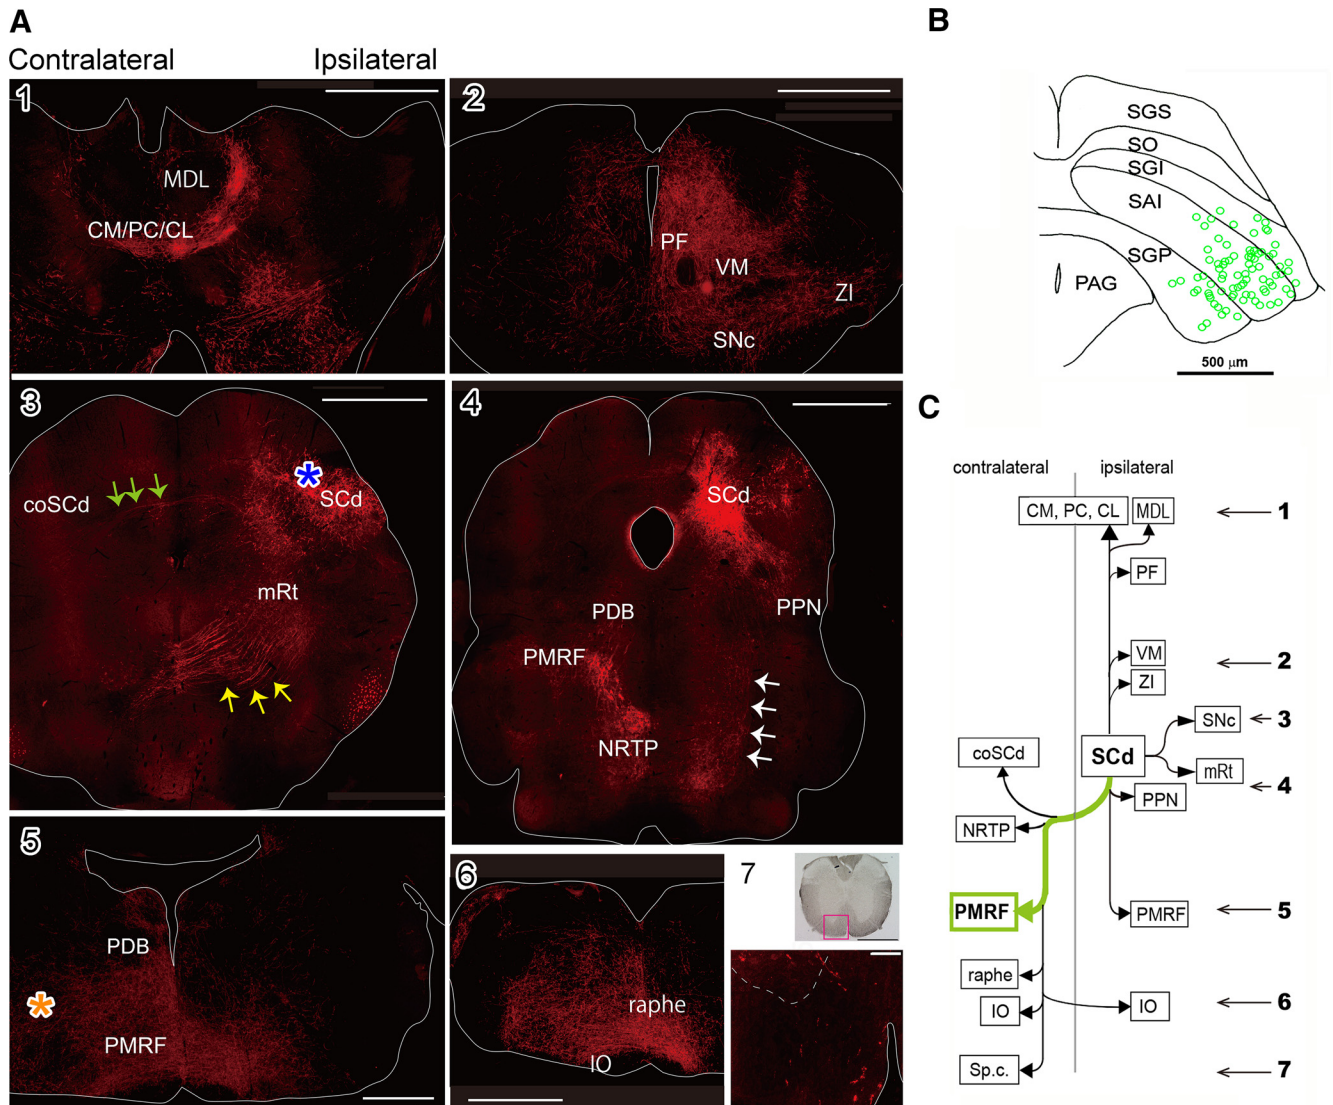 A
Contralateral
Ipsilateral
1
MDL
CM/PC/CL
2
PF
VM
ZI
SNc
3
*
SCd
coSCd
mRt
4
SCd
PDB
PPN
PMRF
NRTP
5
PDB
*
PMRF
6
raphe
IO
7
B
SGS
SO
SGI
SAI
SGP
PAG
500 µm
C
contralateral
ipsilateral
CM, PC, CL
MDL
1
PF
VM
2
ZI
SNc
3
coSCd
SCd
mRt
4
PPN
NRTP
PMRF
PMRF
5
raphe
IO
IO
6
Sp.c.
7